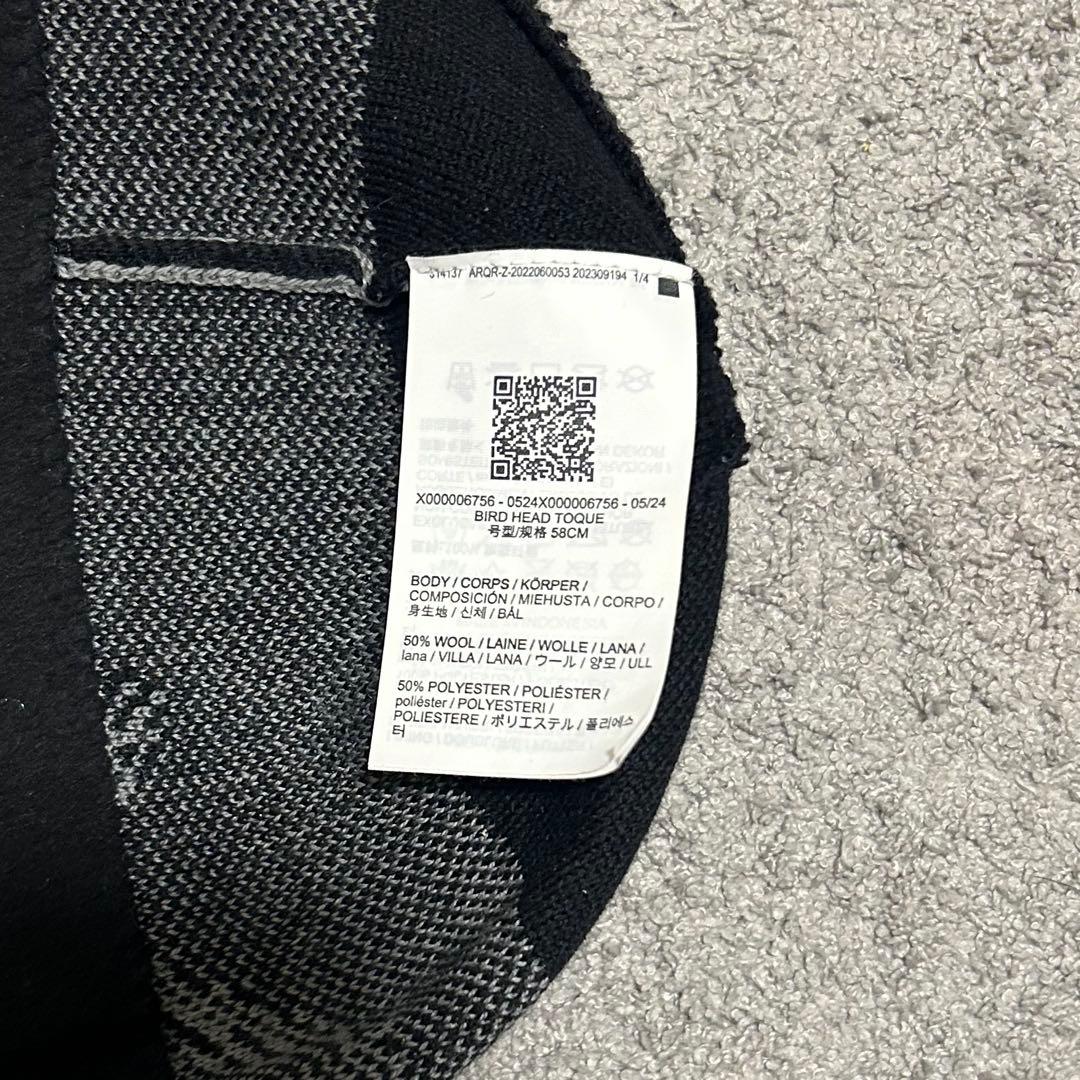 314137 ARQR-Z-2022060053 202309194 1/4
X000006756 - 0524X000006756 - 05/24
BIRD HEAD TOQUE
号型/规格 58CM
BODY / CORPS / KÖRPER /
COMPOSICIÓN / MIEHUSTA / CORPO /
身生地 / 신체 / BÅL
50% WOOL / LAINE / WOLLE / LANA /
lana / VILLA / LANA / ウール / 양모 / ULL
50% POLYESTER / POLIÉSTER /
poliéster / POLYESTERI /
POLIESTERE / ポリエステル / 폴리에스
터